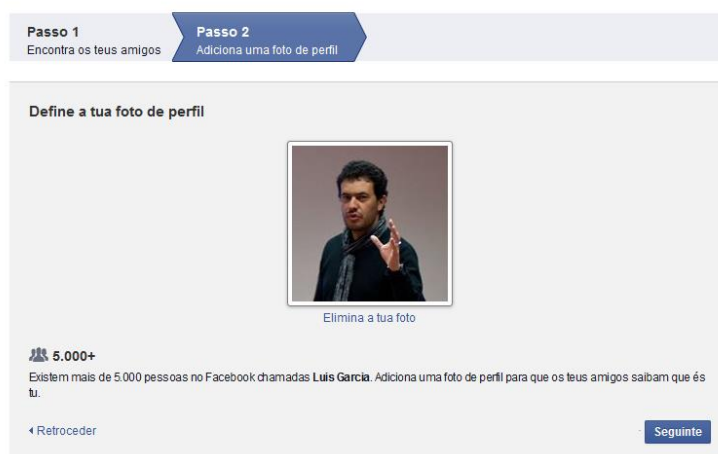 Passo 1
Encontra os teus amigos
Passo 2
Adiciona uma foto de perfil
Define a tua foto de perfil
Elimina a tua foto
5.000+
Existem mais de 5.000 pessoas no Facebook chamadas Luis Garcia. Adiciona uma foto de perfil para que os teus amigos saibam que és
tu.
Retroceder
Seguinte